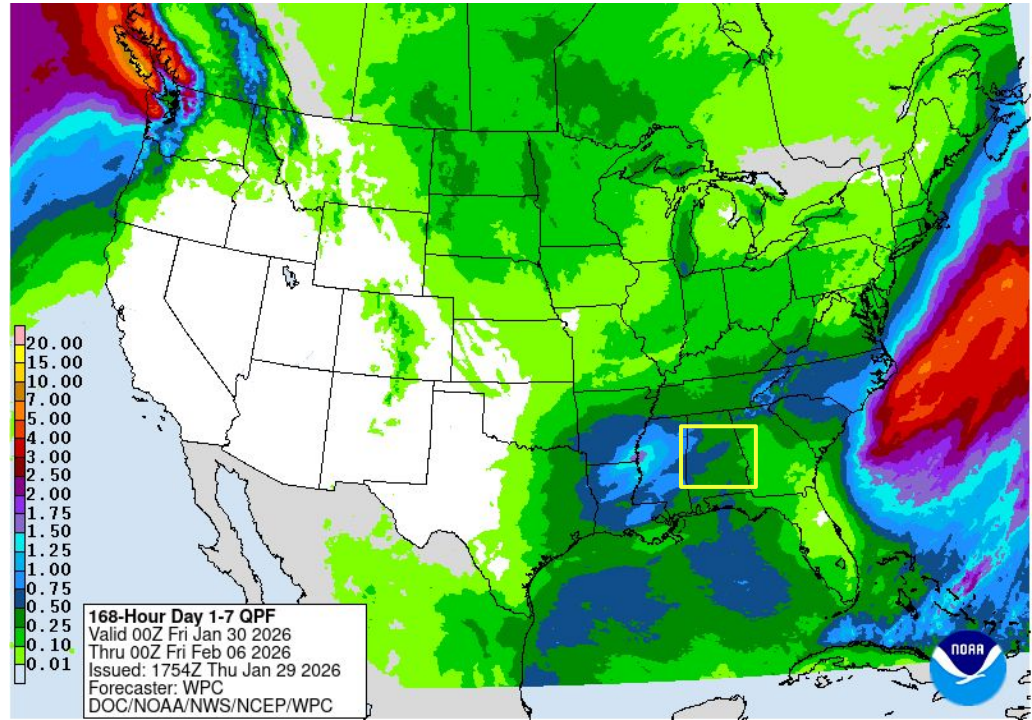 20.00
15.00
10.00
7.00
5.00
4.00
3.00
2.50
2.00
1.75
1.50
1.25
1.00
0.75
0.50
0.25
0.10
0.01
168-Hour Day 1-7 QPF
Valid 00Z Fri Jan 30 2026
Thru 00Z Fri Feb 06 2026
Issued: 1754Z Thu Jan 29 2026
Forecaster: WPC
DOC/NOAA/NWS/NCEP/WPC
NOAA